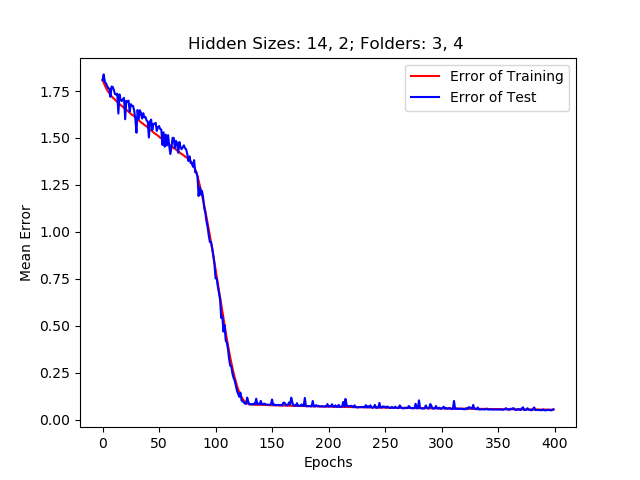 Hidden Sizes: 14, 2; Folders: 3, 4
Error of Training
Error of Test
1.75
1.50
1.25
1.00
0.75
0.50
0.25
0.00
Mean Error
0 50 100 150 200 250 300 350 400
Epochs